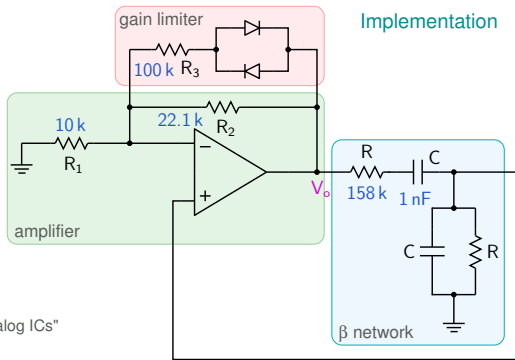 gain limiter
Implementation
100 k
R3
10 k
22.1 k
R1
R2
−
+
R
C
Vo
158 k
1 nF
amplifier
C
R
alog ICs"
β network